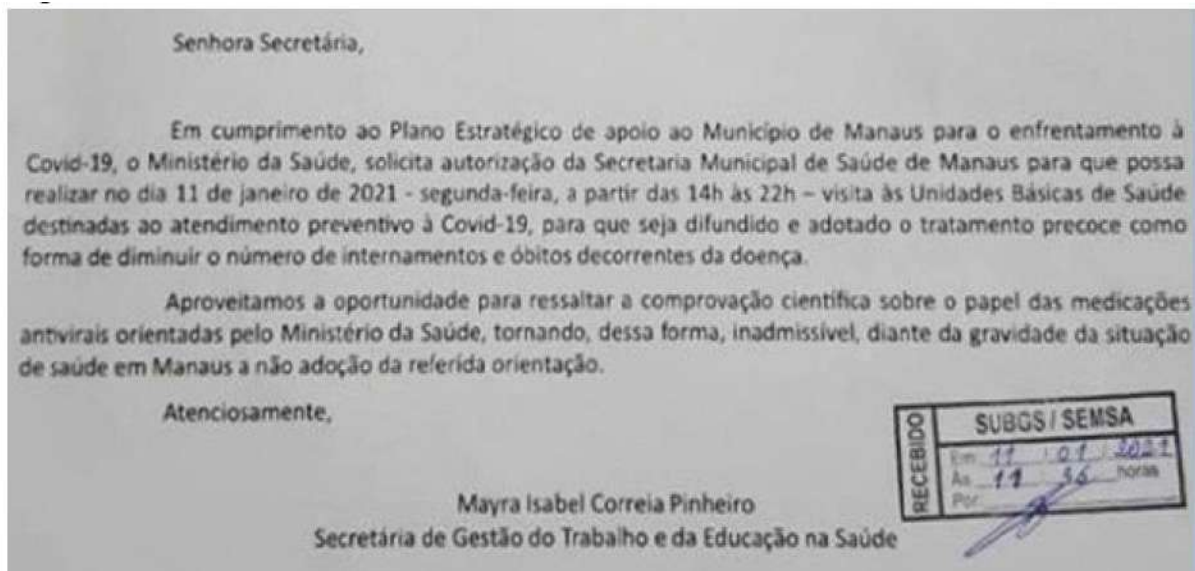 Senhora Secretária,
Em cumprimento ao Plano Estratégico de apoio ao Município de Manaus para o enfrentamento à
Covid-19, o Ministério da Saúde, solicita autorização da Secretaria Municipal de Saúde de Manaus para que possa
realizar no dia 11 de janeiro de 2021 - segunda-feira, a partir das 14h às 22h – visita às Unidades Básicas de Saúde
destinadas ao atendimento preventivo à Covid-19, para que seja difundido e adotado o tratamento precoce como
forma de diminuir o número de internamentos e óbitos decorrentes da doença.
Aproveitamos a oportunidade para ressaltar a comprovação científica sobre o papel das medicações
antivirais orientadas pelo Ministério da Saúde, tornando, dessa forma, inadmissível, diante da gravidade da situação
de saúde em Manaus a não adoção da referida orientação.
Atenciosamente,
RECEBIDO
SUBGS / SEMSA
Em 11 / 01 / 2021
Às 11 36 horas
Por
Mayra Isabel Correia Pinheiro
Secretária de Gestão do Trabalho e da Educação na Saúde